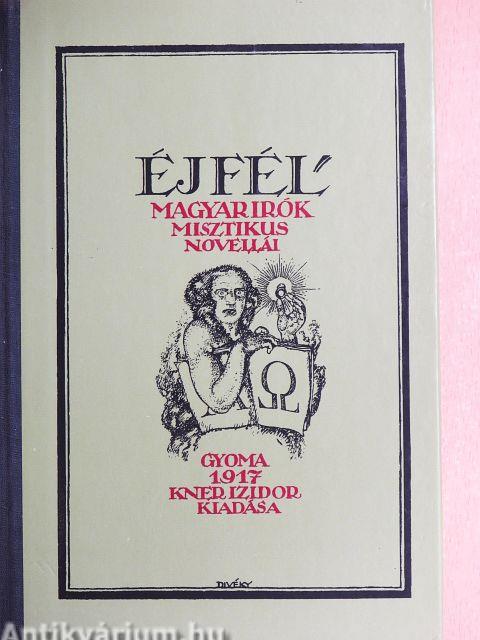 ÉJFÉL
MAGYAR IRÓK
MISZTIKUS
NOVELLÁI
Α Ω
GYOMA
1917
KNER IZIDOR
KIADÁSA
DIVÉKY
Antikvárium.hu